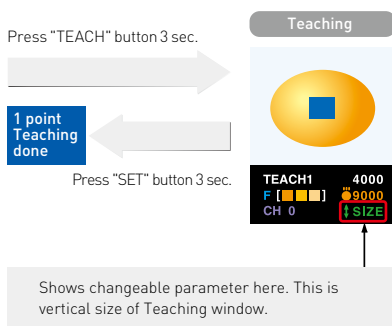 Teaching
Press "TEACH" button 3 sec.
1 point
Teaching
done
Press "SET" button 3 sec.
TEACH1 4000
F [ ] 9000
CH 0 SIZE
Shows changeable parameter here. This is
vertical size of Teaching window.